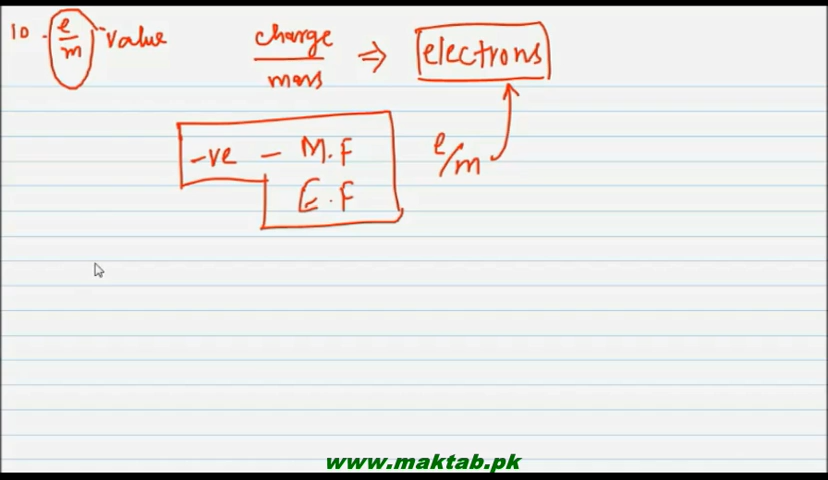 10. e/m value charge/mass ⇒ electrons
-ve - M.F e/m
E.F
www.maktab.pk